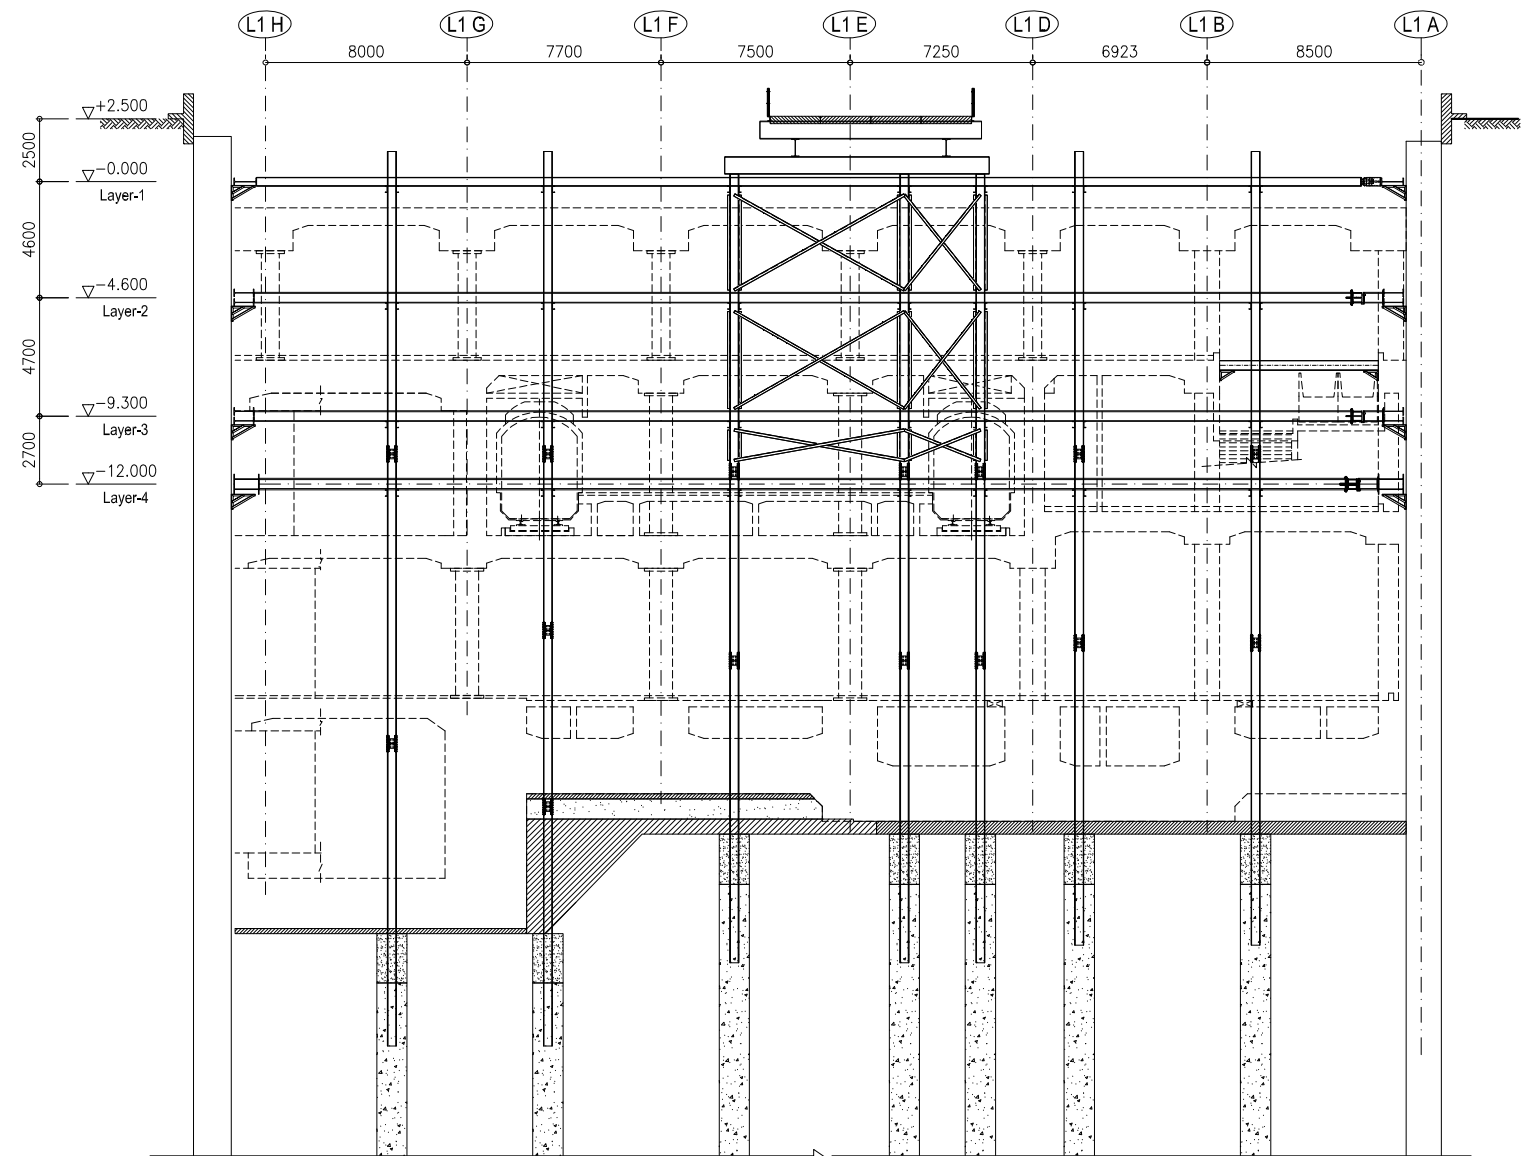 L1 H L1 G L1 F L1 E L1 D L1 B L1 A
8000 7700 7500 7250 6923 8500
+2.500
2500
-0.000
Layer-1
4600
-4.600
Layer-2
4700
-9.300
Layer-3
2700
-12.000
Layer-4